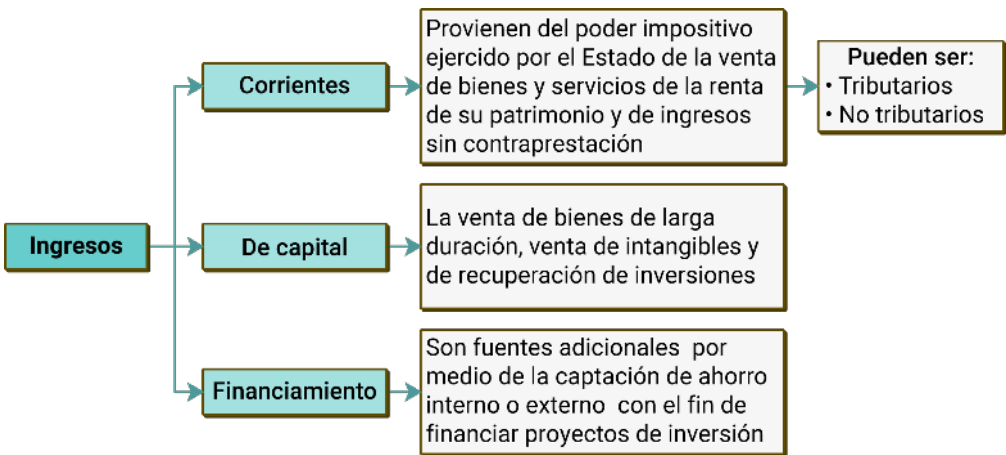 Ingresos
Corrientes
Provienen del poder impositivo
ejercido por el Estado de la venta
de bienes y servicios de la renta
de su patrimonio y de ingresos
sin contraprestación
Pueden ser:
• Tributarios
• No tributarios
De capital
La venta de bienes de larga
duración, venta de intangibles y
de recuperación de inversiones
Financiamiento
Son fuentes adicionales por
medio de la captación de ahorro
interno o externo con el fin de
financiar proyectos de inversión